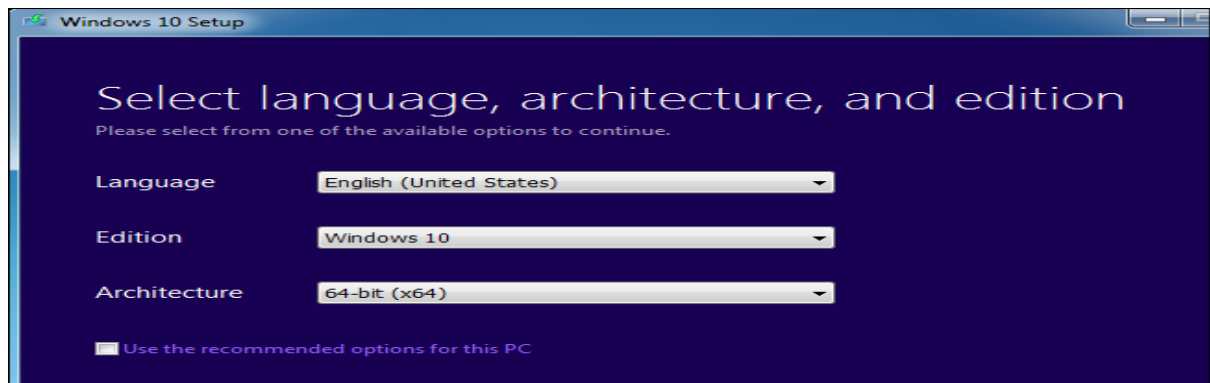 Windows 10 Setup
Select language, architecture, and edition
Please select from one of the available options to continue.
Language English (United States)
Edition Windows 10
Architecture 64-bit (x64)
Use the recommended options for this PC